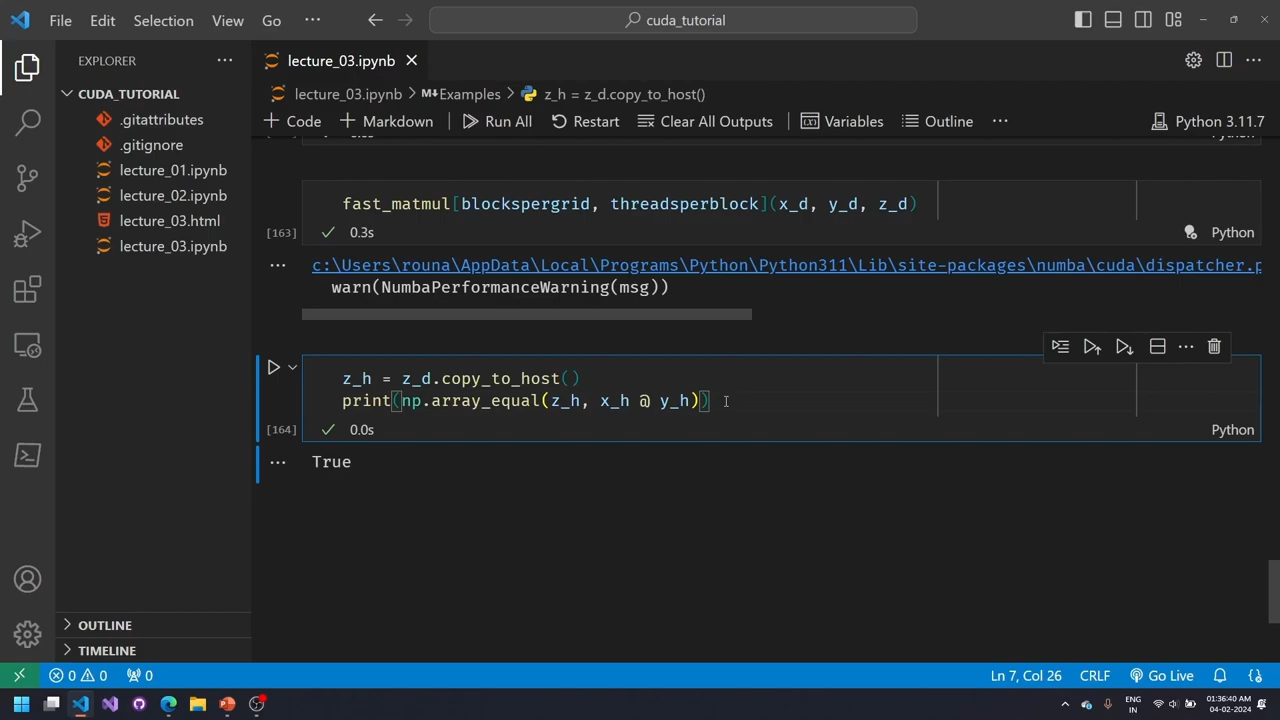 File Edit Selection View Go ··· cuda_tutorial
EXPLORER ···
lecture_03.ipynb
CUDA_TUTORIAL
lecture_03.ipynb > Examples > z_h = z_d.copy_to_host()
.gitattributes
Code Markdown Run All Restart Clear All Outputs Variables Outline ··· Python 3.11.7
.gitignore
lecture_01.ipynb
lecture_02.ipynb
lecture_03.html
lecture_03.ipynb
fast_matmul[blockspergrid, threadsperblock](x_d, y_d, z_d)
[163] 0.3s Python
··· c:\Users\rouna\AppData\Local\Programs\Python\Python311\Lib\site-packages\numba\cuda\dispatcher.p
warn(NumbaPerformanceWarning(msg))
z_h = z_d.copy_to_host()
print(np.array_equal(z_h, x_h @ y_h))
[164] 0.0s Python
··· True
OUTLINE
TIMELINE
0 0 0 Ln 7, Col 26 CRLF Go Live
ENG
IN
01:36:40
04-02-2024